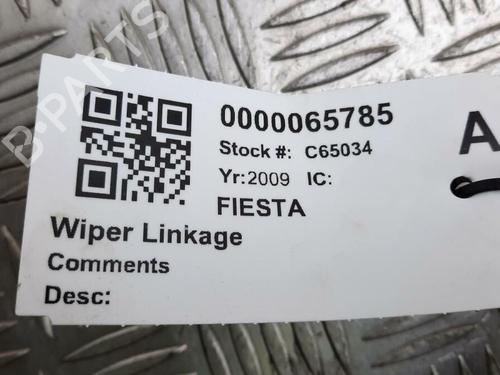 0000065785
A
Stock #: C65034
Yr:2009 IC:
FIESTA
Wiper Linkage
Comments
Desc:
B-PARTS